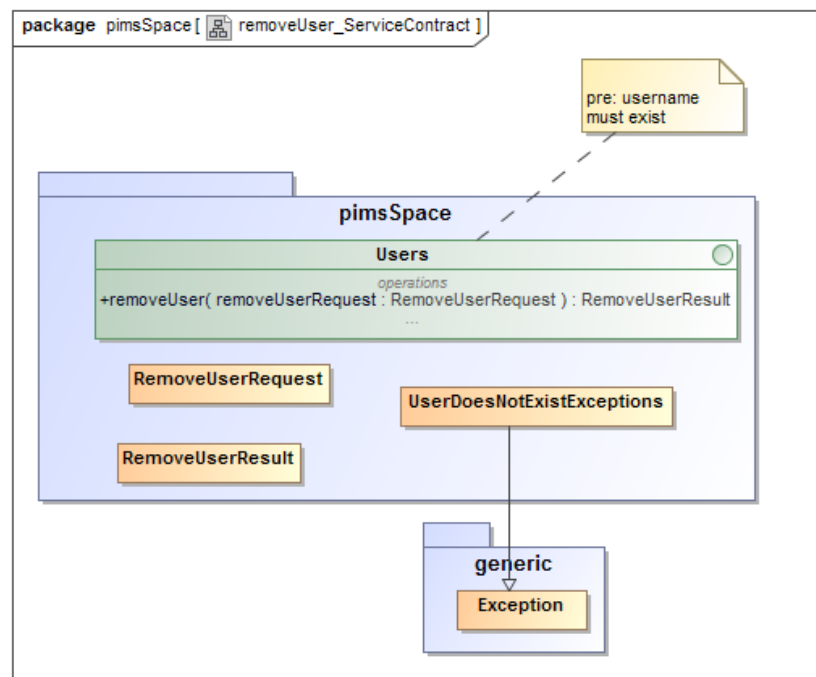 package pimsSpace [ removeUser_ServiceContract ]
pre: username
must exist
pimsSpace
Users
operations
+removeUser( removeUserRequest : RemoveUserRequest ) : RemoveUserResult
...
RemoveUserRequest
UserDoesNotExistExceptions
RemoveUserResult
generic
Exception